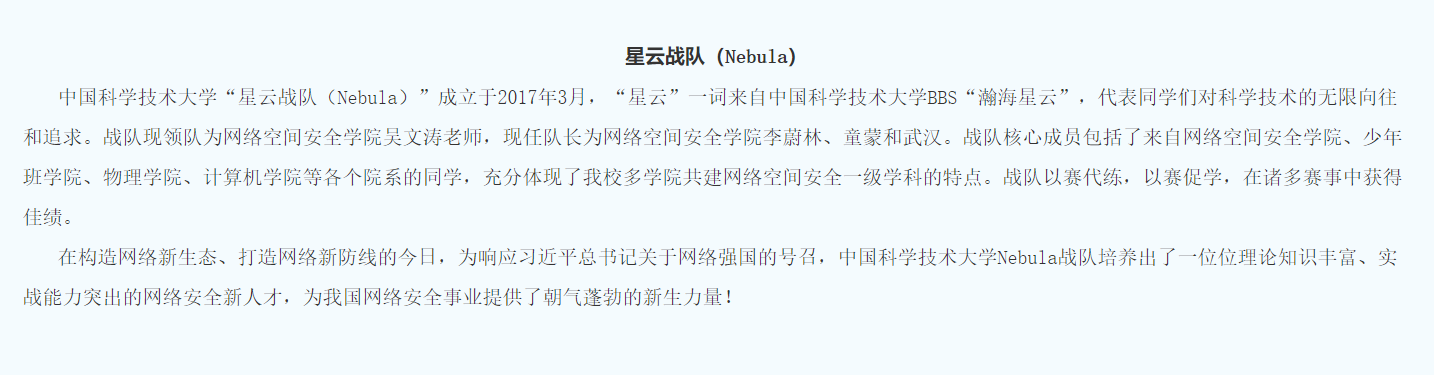 星云战队（Nebula）
中国科学技术大学“星云战队（Nebula）”成立于2017年3月，“星云”一词来自中国科学技术大学BBS“瀚海星云”，代表同学们对科学技术的无限向往
和追求。战队现领队为网络空间安全学院吴文涛老师，现任队长为网络空间安全学院李蔚林、童蒙和武汉。战队核心成员包括了来自网络空间安全学院、少年
班学院、物理学院、计算机学院等各个院系的同学，充分体现了我校多学院共建网络空间安全一级学科的特点。战队以赛代练，以赛促学，在诸多赛事中获得
佳绩。
在构造网络新生态、打造网络新防线的今日，为响应习近平总书记关于网络强国的号召，中国科学技术大学Nebula战队培养出了一位位理论知识丰富、实
战能力突出的网络安全新人才，为我国网络安全事业提供了朝气蓬勃的新生力量！